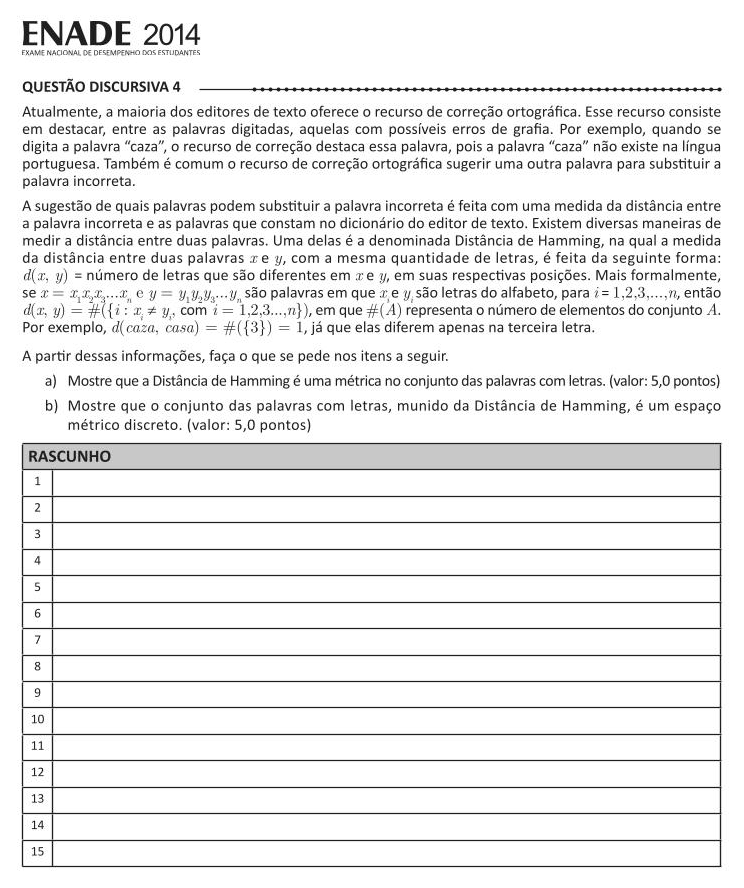 ENADE 2014
EXAME NACIONAL DE DESEMPENHO DOS ESTUDANTES
QUESTÃO DISCURSIVA 4
Atualmente, a maioria dos editores de texto oferece o recurso de correção ortográfica. Esse recurso consiste
em destacar, entre as palavras digitadas, aquelas com possíveis erros de grafia. Por exemplo, quando se
digita a palavra “caza”, o recurso de correção destaca essa palavra, pois a palavra “caza” não existe na língua
portuguesa. Também é comum o recurso de correção ortográfica sugerir uma outra palavra para substituir a
palavra incorreta.
A sugestão de quais palavras podem substituir a palavra incorreta é feita com uma medida da distância entre
a palavra incorreta e as palavras que constam no dicionário do editor de texto. Existem diversas maneiras de
medir a distância entre duas palavras. Uma delas é a denominada Distância de Hamming, na qual a medida
da distância entre duas palavras x e y, com a mesma quantidade de letras, é feita da seguinte forma:
d(x, y) = número de letras que são diferentes em x e y, em suas respectivas posições. Mais formalmente,
se x = x₁x₂x₃...xₙ e y = y₁y₂y₃...yₙ são palavras em que xᵢ e yᵢ são letras do alfabeto, para i = 1,2,3,...,n, então
d(x, y) = #({i : xᵢ ≠ yᵢ, com i = 1,2,3...,n}), em que #(A) representa o número de elementos do conjunto A.
Por exemplo, d(caza, casa) = #({3}) = 1, já que elas diferem apenas na terceira letra.
A partir dessas informações, faça o que se pede nos itens a seguir.
a) Mostre que a Distância de Hamming é uma métrica no conjunto das palavras com letras. (valor: 5,0 pontos)
b) Mostre que o conjunto das palavras com letras, munido da Distância de Hamming, é um espaço
métrico discreto. (valor: 5,0 pontos)
RASCUNHO
1
2
3
4
5
6
7
8
9
10
11
12
13
14
15